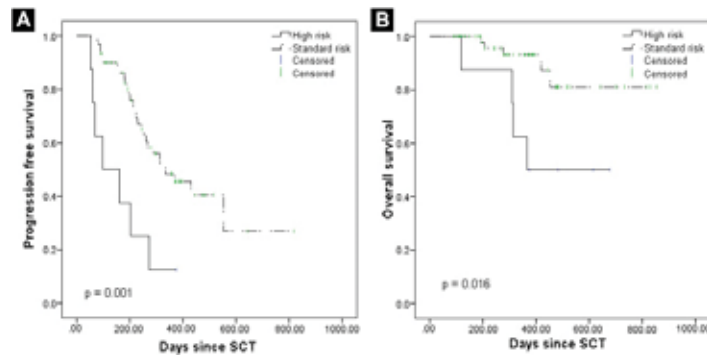 A
High risk
Standard risk
Censored
Censored
Progression free survival
1.0
0.8
0.6
0.4
0.2
0.0
p = 0.001
.00 200.00 400.00 600.00 800.00 1000.00
Days since SCT
B
High risk
Standard risk
Censored
Censored
Overall survival
1.0
0.8
0.6
0.4
0.2
0.0
p = 0.016
.00 200.00 400.00 600.00 800.00 1000.00
Days since SCT